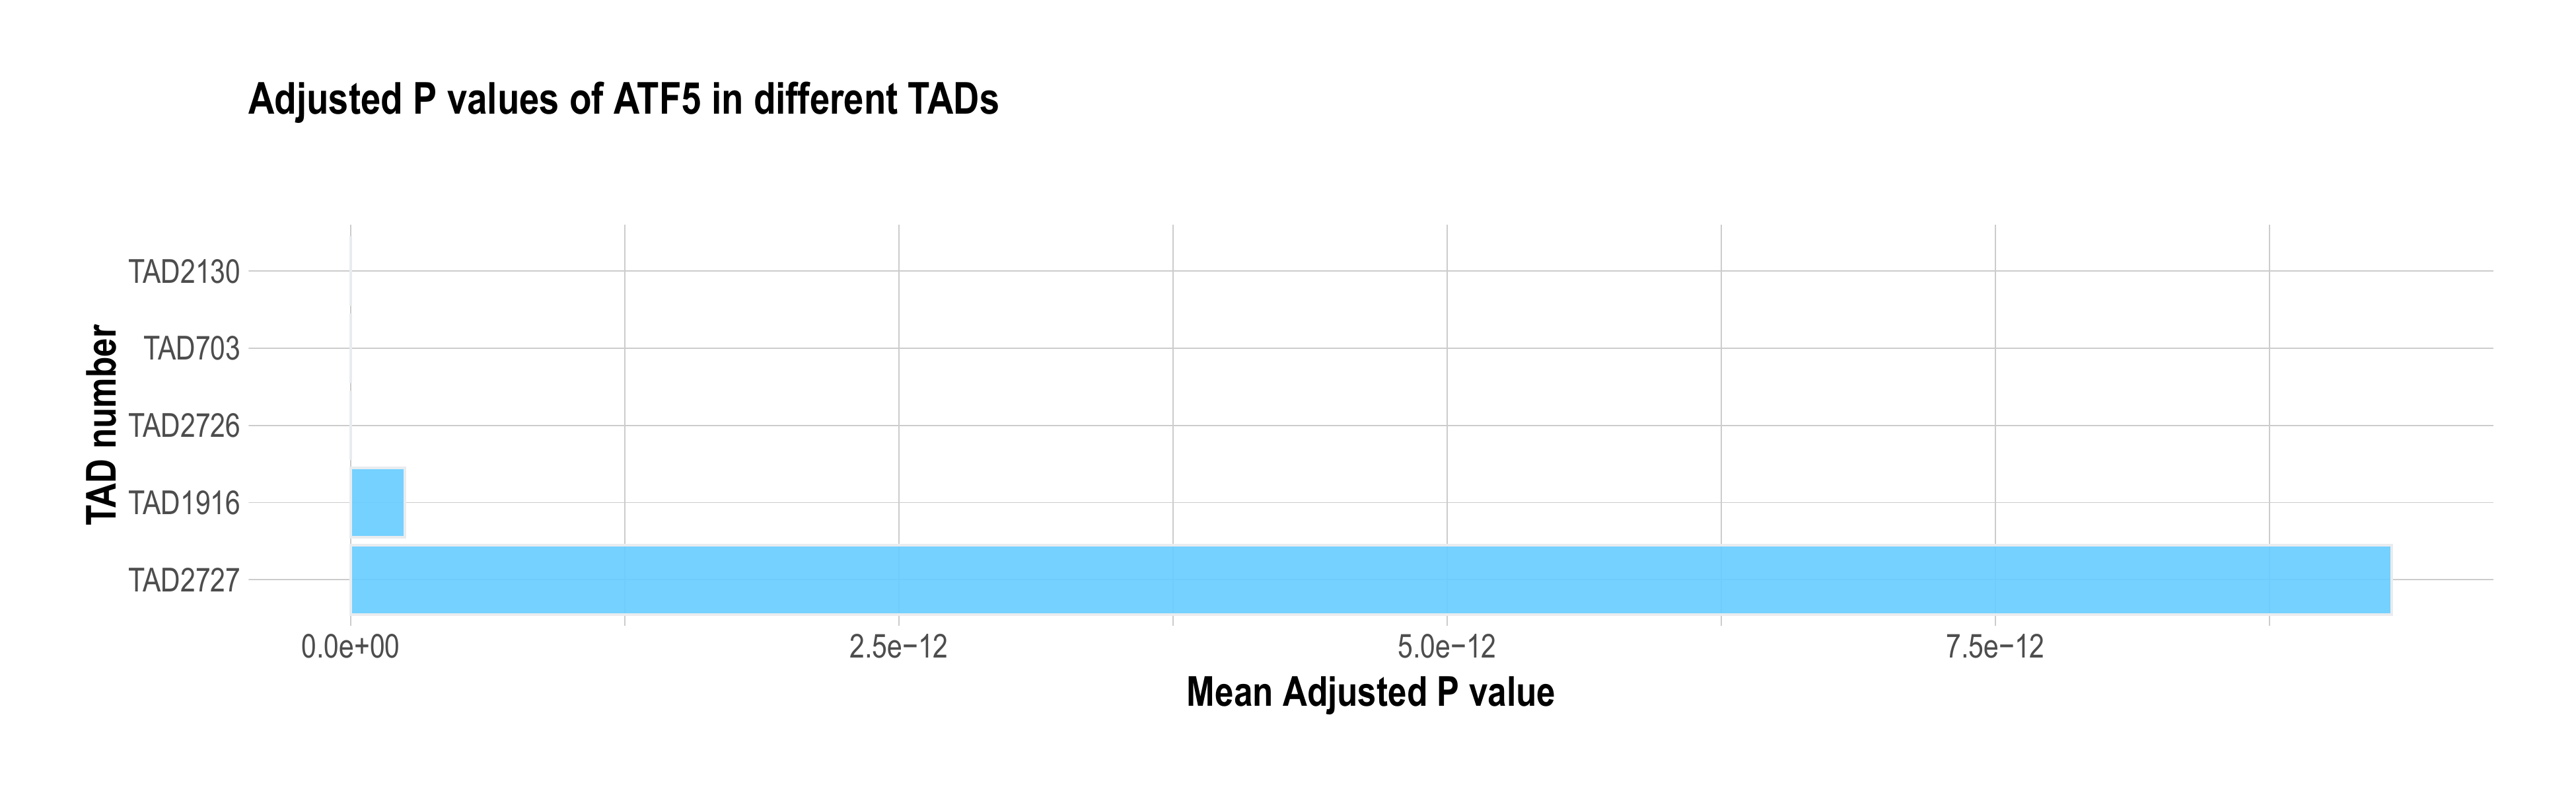 Adjusted P values of ATF5 in different TADs
TAD number
TAD2130
TAD703
TAD2726
TAD1916
TAD2727
0.0e+00
2.5e−12
5.0e−12
7.5e−12
Mean Adjusted P value